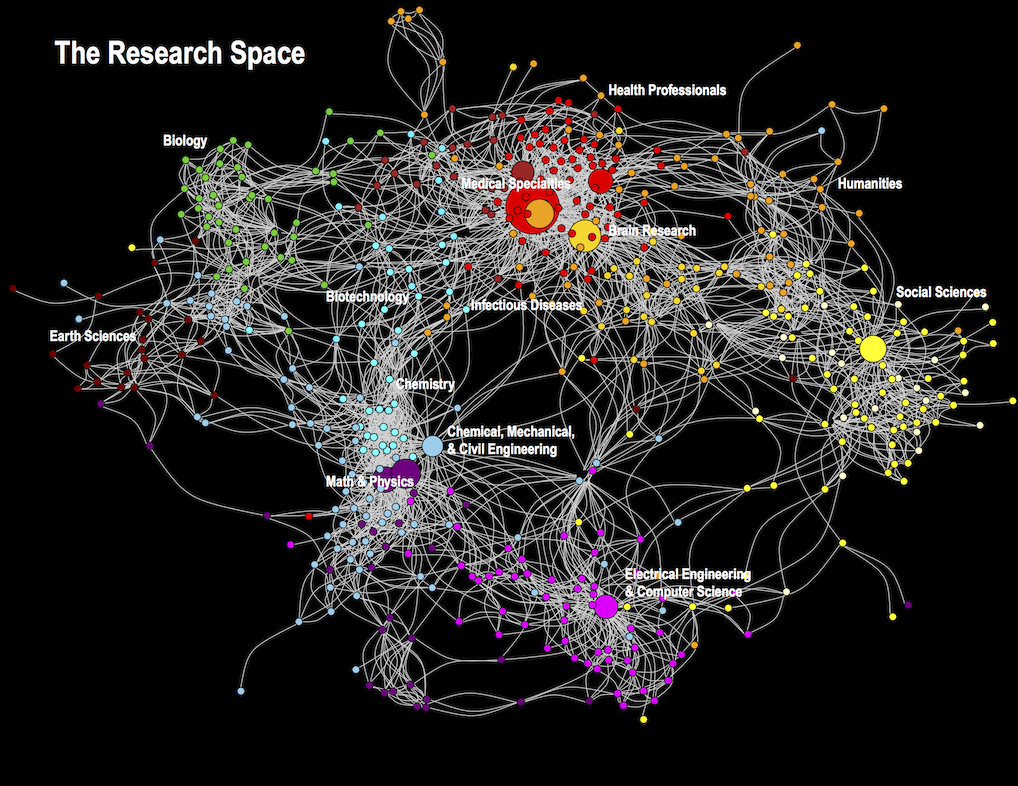 The Research Space
Health Professionals
Biology
Medical Specialties
Humanities
Brain Research
Biotechnology
Infectious Diseases
Social Sciences
Earth Sciences
Chemistry
Chemical, Mechanical,
& Civil Engineering
Math & Physics
Electrical Engineering
& Computer Science